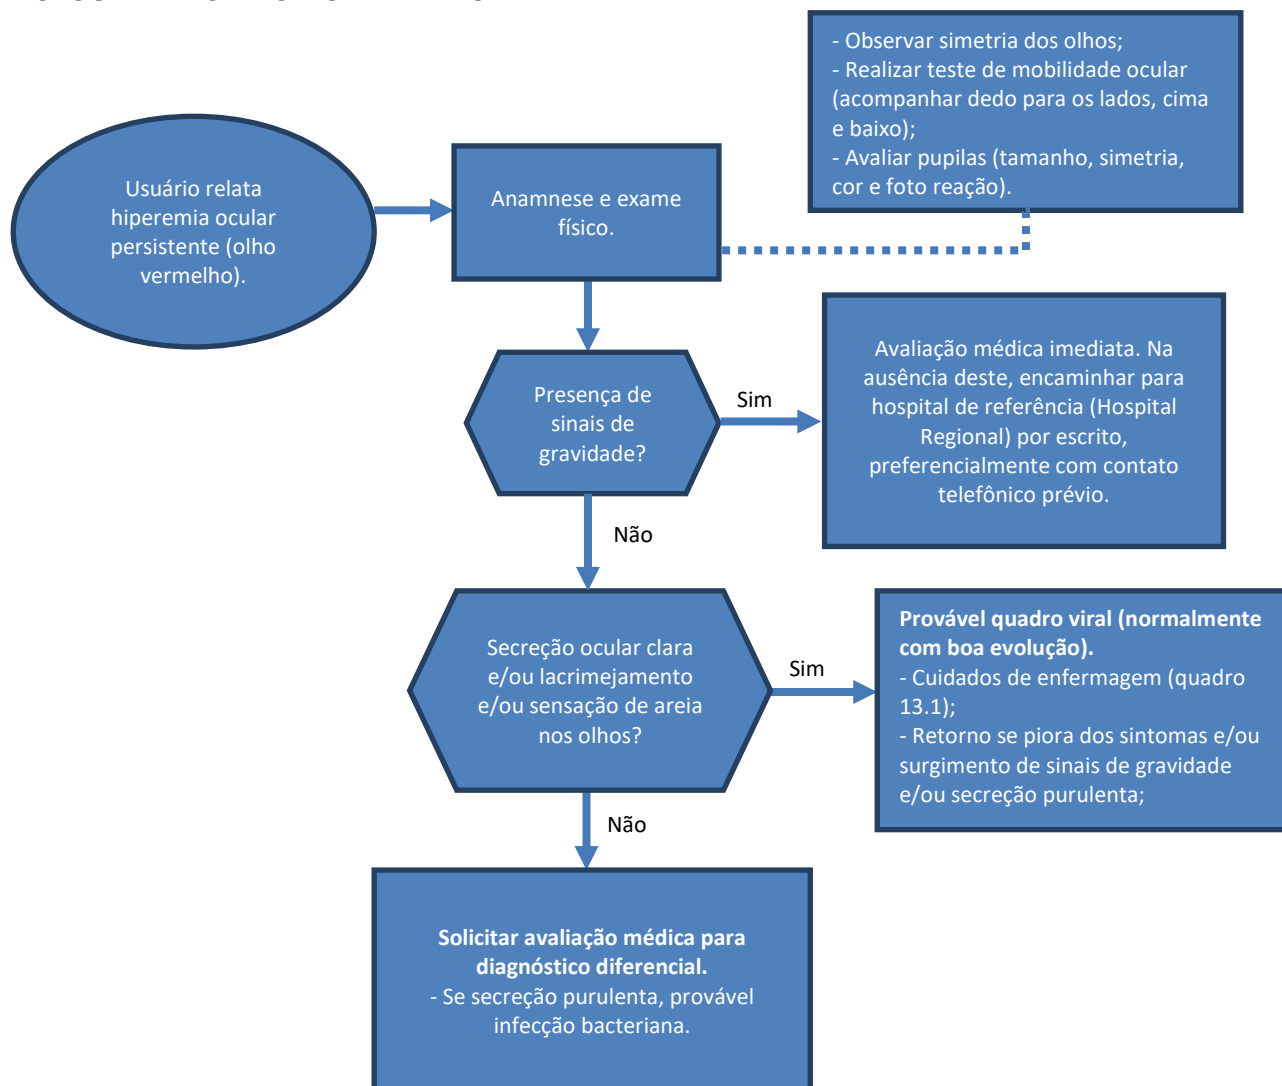 - Observar simetria dos olhos;
- Realizar teste de mobilidade ocular
(acompanhar dedo para os lados, cima
e baixo);
- Avaliar pupilas (tamanho, simetria,
cor e foto reação).
Usuário relata
hiperemia ocular
persistente (olho
vermelho).
Anamnese e exame
físico.
Presença de
sinais de
gravidade?
Sim
Avaliação médica imediata. Na
ausência deste, encaminhar para
hospital de referência (Hospital
Regional) por escrito,
preferencialmente com contato
telefônico prévio.
Não
Secreção ocular clara
e/ou lacrimejamento
e/ou sensação de areia
nos olhos?
Sim
Provável quadro viral (normalmente
com boa evolução).
- Cuidados de enfermagem (quadro
13.1);
- Retorno se piora dos sintomas e/ou
surgimento de sinais de gravidade
e/ou secreção purulenta;
Não
Solicitar avaliação médica para
diagnóstico diferencial.
- Se secreção purulenta, provável
infecção bacteriana.